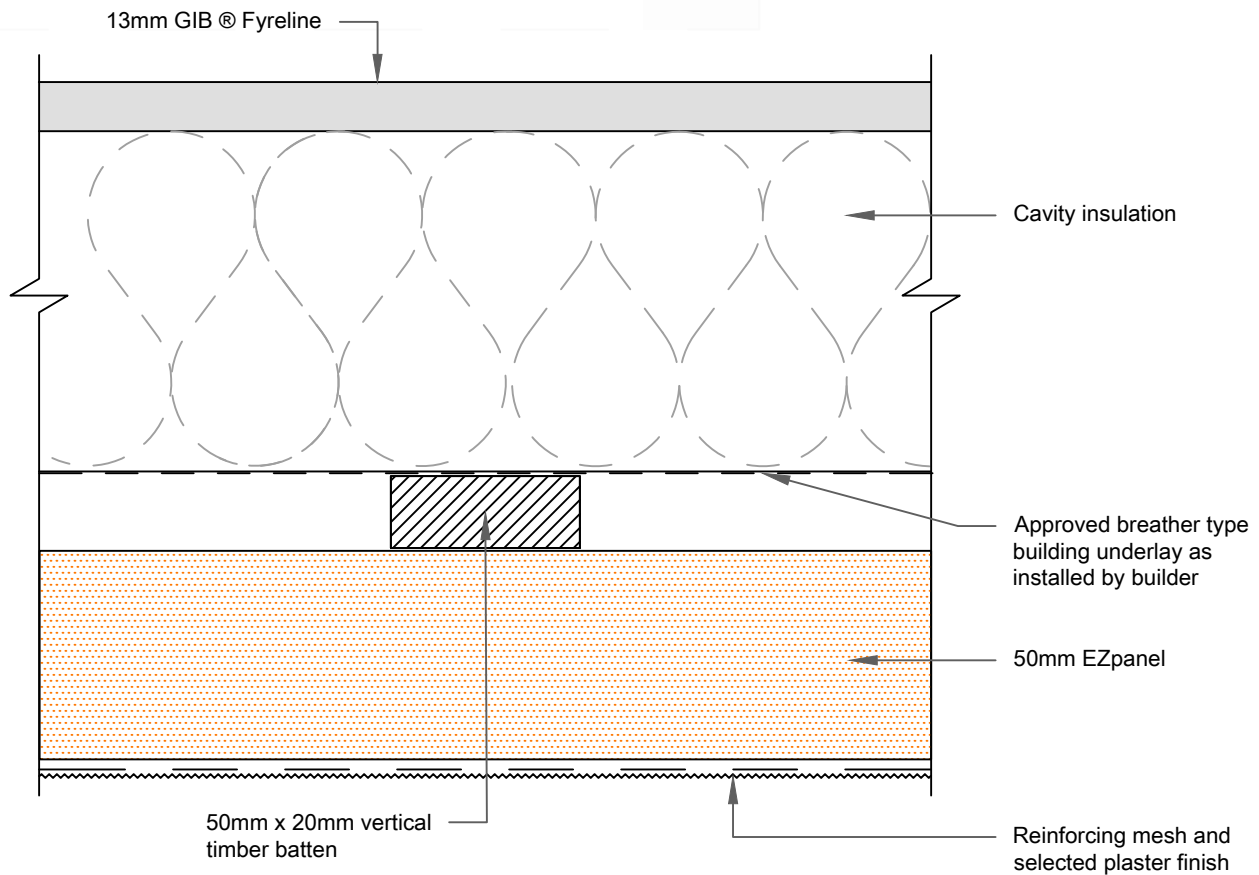 13mm GIB ® Fyreline
Cavity insulation
Approved breather type
building underlay as
installed by builder
50mm EZpanel
50mm x 20mm vertical
timber batten
Reinforcing mesh and
selected plaster finish